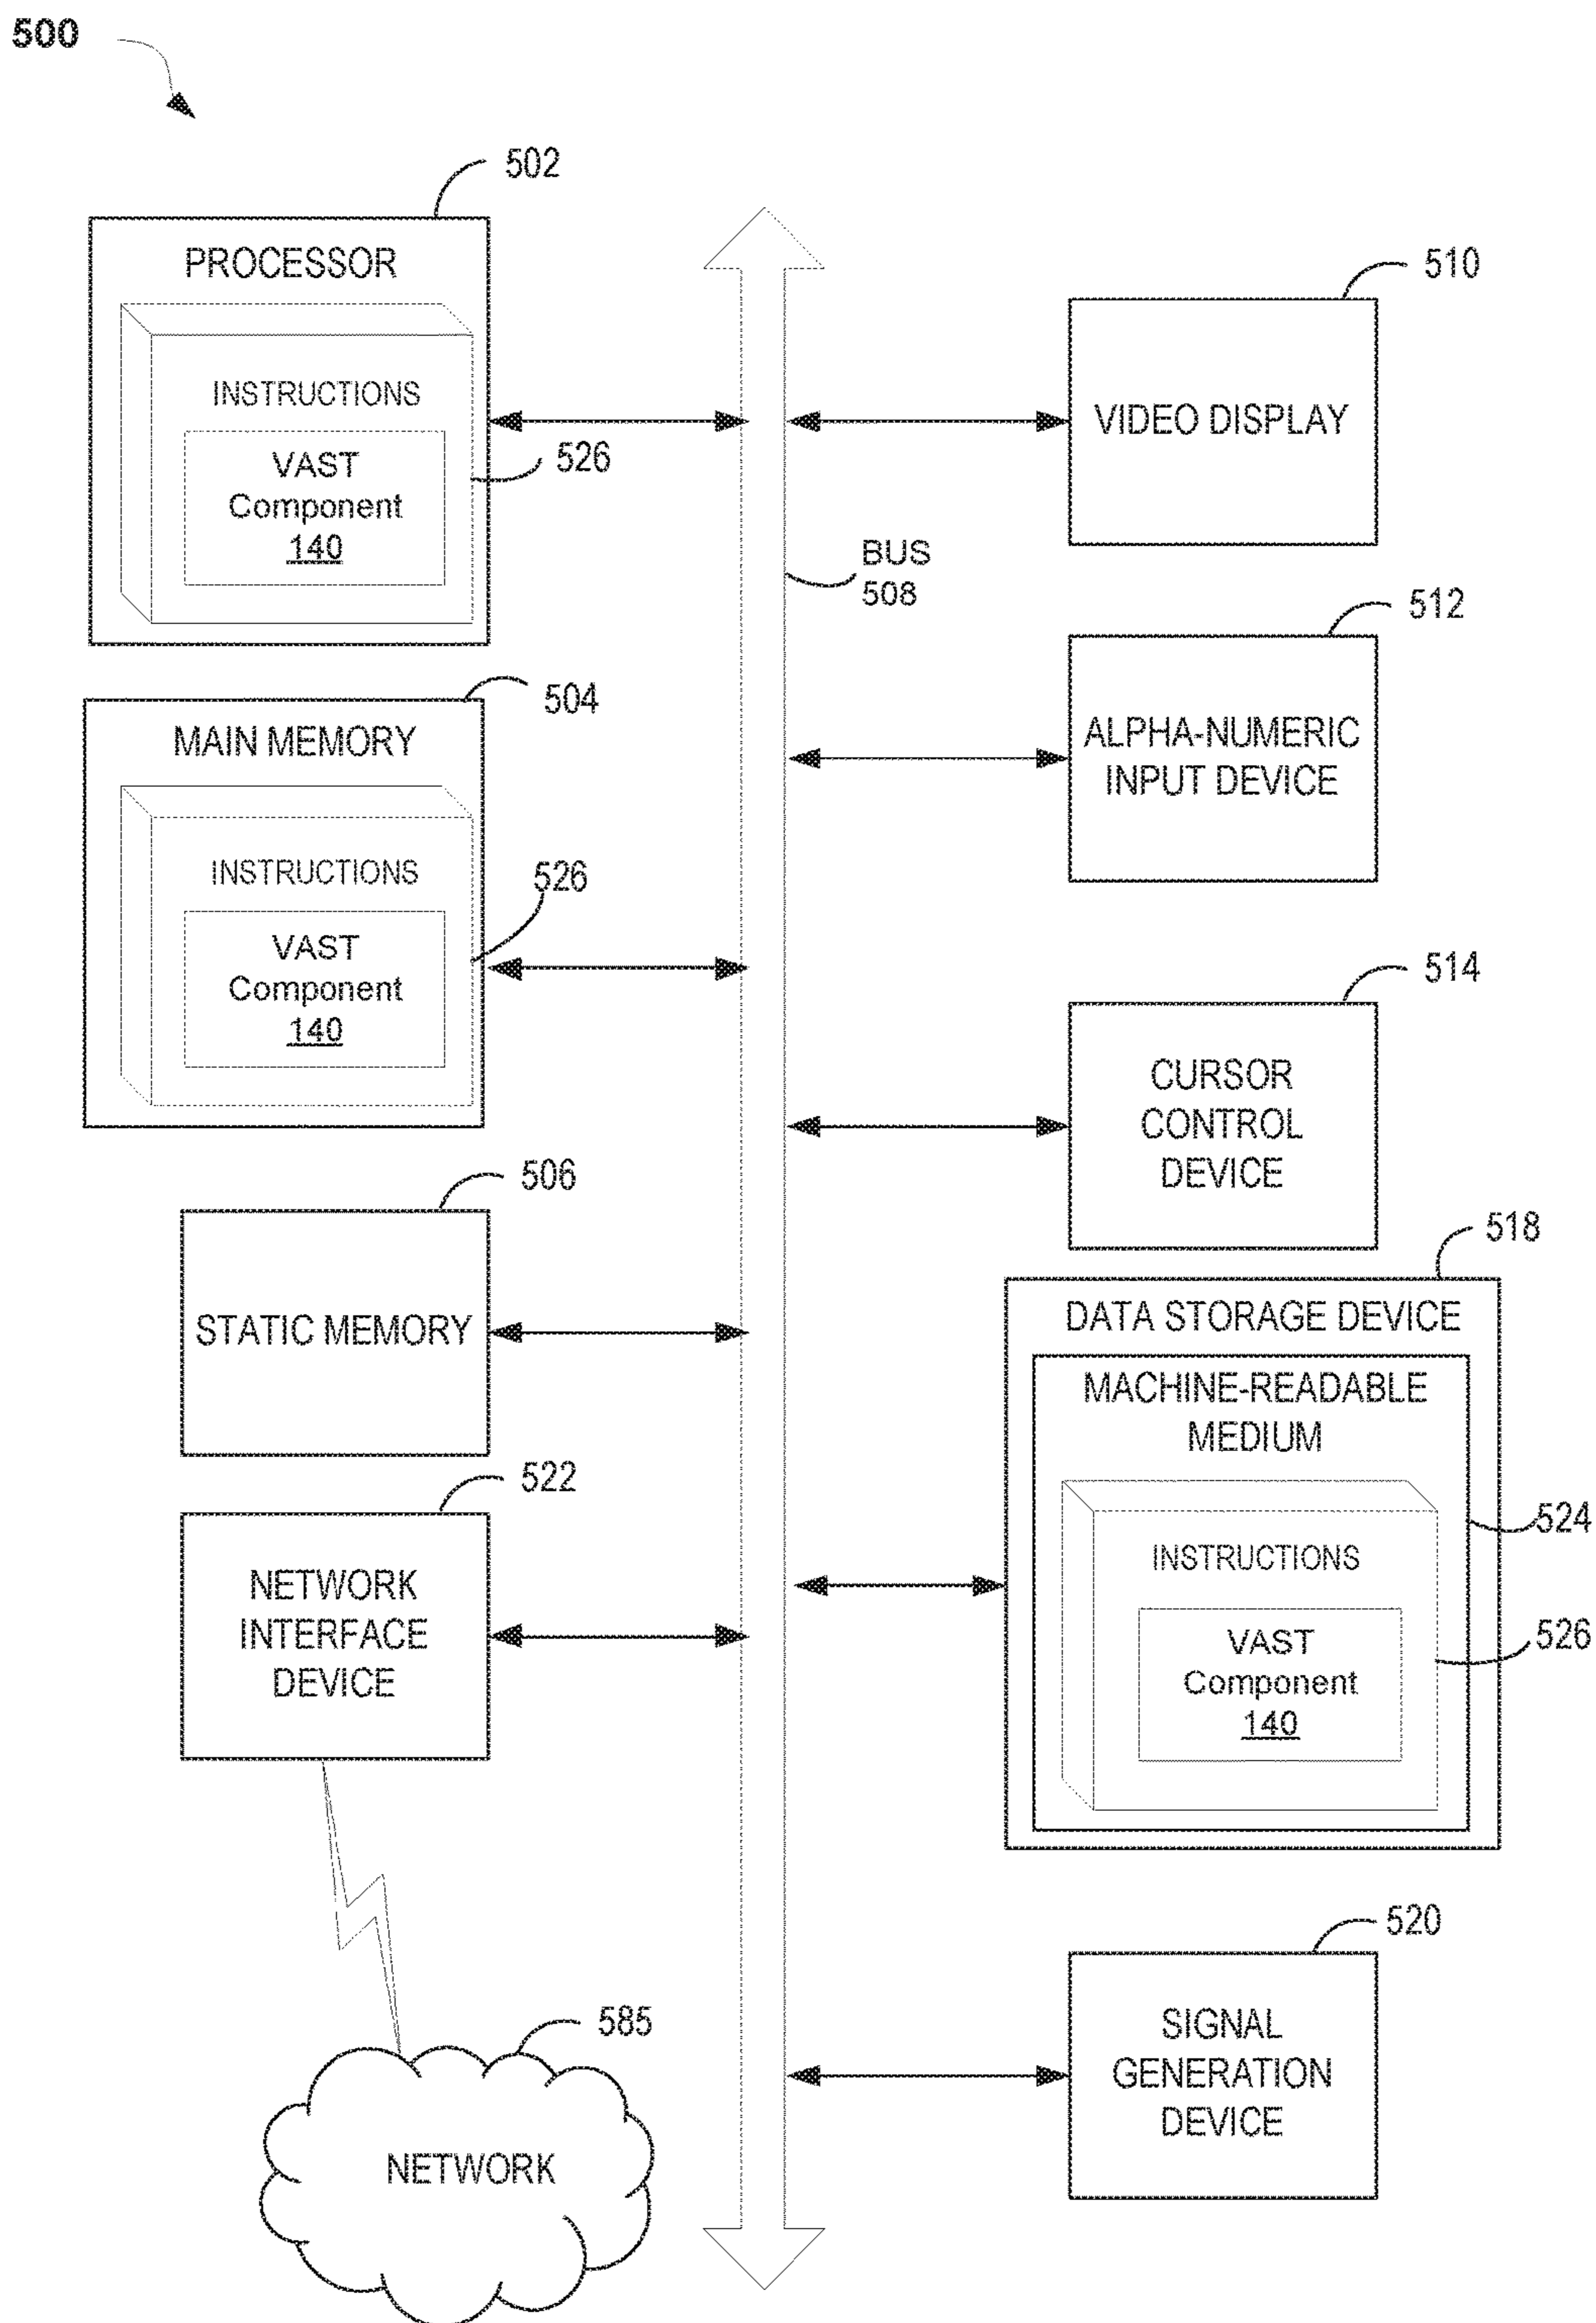 500
502
PROCESSOR
INSTRUCTIONS
VAST
Component
140
526
504
MAIN MEMORY
INSTRUCTIONS
VAST
Component
140
526
506
STATIC MEMORY
522
NETWORK
INTERFACE
DEVICE
585
NETWORK
BUS
508
510
VIDEO DISPLAY
512
ALPHA-NUMERIC
INPUT DEVICE
514
CURSOR
CONTROL
DEVICE
518
DATA STORAGE DEVICE
MACHINE-READABLE
MEDIUM
524
INSTRUCTIONS
VAST
Component
140
526
520
SIGNAL
GENERATION
DEVICE